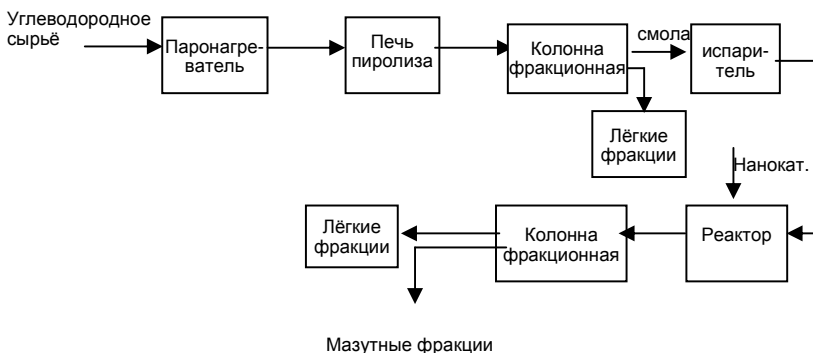 Углеводородное
сырьё
Паронагре-
ватель
Печь
пиролиза
Колонна
фракционная
смола
испари-
тель
Лёгкие
фракции
Нанокат.
Лёгкие
фракции
Колонна
фракционная
Реактор
Мазутные фракции